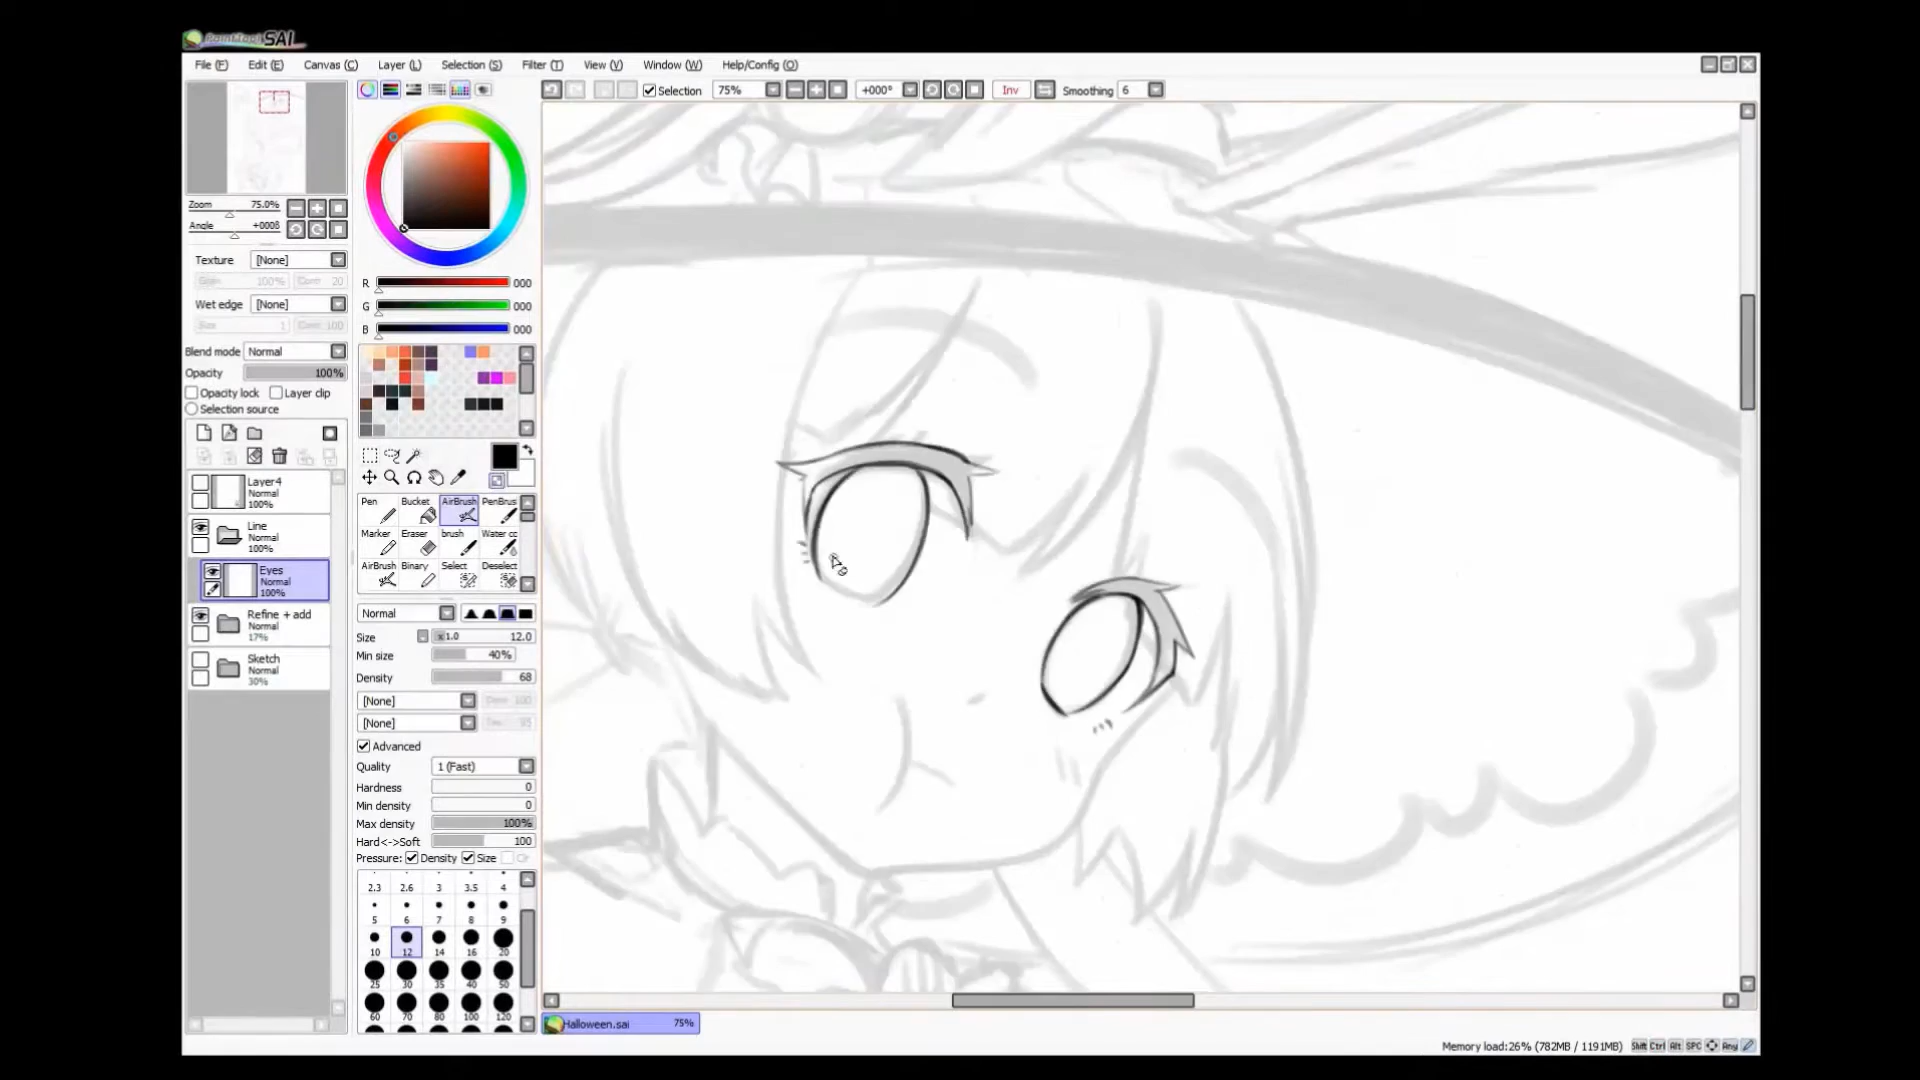 PaintTool SAI
File (F) Edit (E) Canvas (C) Layer (L) Selection (S) Filter (T) View (V) Window (W) Help/Config (O)
Selection 75% +000° Inv Smoothing 6
Zoom 75.0%
Angle +000
Texture [None]
100% 20
Wet edge [None]
Size 1 100
Blend mode Normal
Opacity 100%
Opacity lock Layer clip
Selection source
Layer4
Normal
100%
Line
Normal
100%
Eyes
Normal
100%
Refine + add
Normal
17%
Sketch
Normal
30%
R 000
G 000
B 000
Pen Bucket AirBrush PenBrus
Marker Eraser brush Water cc
AirBrush Binary Select Deselect
Normal
Size x1.0 12.0
Min size 40%
Density 68
[None] 100
[None] 95
Advanced
Quality 1 (Fast)
Hardness 0
Min density 0
Max density 100%
Hard<->Soft 100
Pressure: Density Size
2.3 2.6 3 3.5 4
5 6 7 8 9
10 12 14 16 20
25 30 35 40 50
60 70 80 100 120
Halloween.sai 75%
Memory load:26% (782MB / 1191MB) Shift Ctrl Alt SPC Any